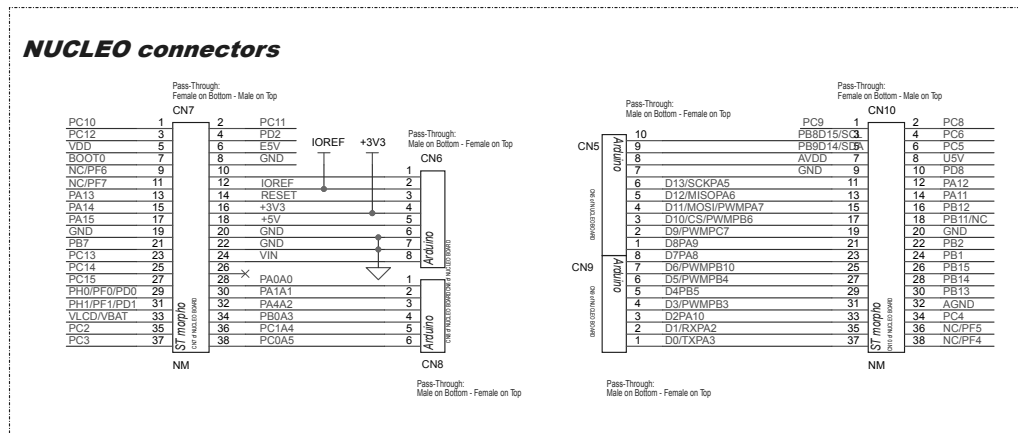 NUCLEO connectors
Pass-Through:
Female on Bottom - Male on Top
CN7
PC10 1 2 PC11
PC12 3 4 PD2
VDD 5 6 E5V
BOOT0 7 8 GND
NC/PF6 9 10
NC/PF7 11 12 IOREF
PA13 13 14 RESET
PA14 15 16 +3V3
PA15 17 18 +5V
GND 19 20 GND
PB7 21 22 GND
PC13 23 24 VIN
PC14 25 26
PC15 27 28 PA0A0
PH0/PF0/PD0 29 30 PA1A1
PH1/PF1/PD1 31 32 PA4A2
VLCD/VBAT 33 34 PB0A3
PC2 35 36 PC1A4
PC3 37 38 PC0A5
ST morpho
CN7 of NUCLEO BOARD
NM
IOREF +3V3
Pass-Through:
Male on Bottom - Female on Top
CN6
1
2
3
4
5
6
7
8
Arduino
1
2
3
4
5
6
Arduino
CN8
Pass-Through:
Male on Bottom - Female on Top
Pass-Through:
Male on Bottom - Female on Top
CN5
Arduino
CN5 of NUCLEO BOARD
10
9
8
7
6 D13/SCKPA5
5 D12/MISOPA6
4 D11/MOSI/PWMPA7
3 D10/CS/PWMPB6
2 D9/PWMPC7
1 D8PA9
CN9
Arduino
CN9 of NUCLEO BOARD
8 D7PA8
7 D6/PWMPB10
6 D5/PWMPB4
5 D4PB5
4 D3/PWMPB3
3 D2PA10
2 D1/RXPA2
1 D0/TXPA3
Pass-Through:
Male on Bottom - Female on Top
Pass-Through:
Female on Bottom - Male on Top
CN10
PC9 1 2 PC8
PB8D15/SCL 3 4 PC6
PB9D14/SDA 5 6 PC5
AVDD 7 8 U5V
GND 9 10 PD8
11 12 PA12
13 14 PA11
15 16 PB12
17 18 PB11/NC
19 20 GND
21 22 PB2
23 24 PB1
25 26 PB15
27 28 PB14
29 30 PB13
31 32 AGND
33 34 PC4
35 36 NC/PF5
37 38 NC/PF4
ST morpho
NM